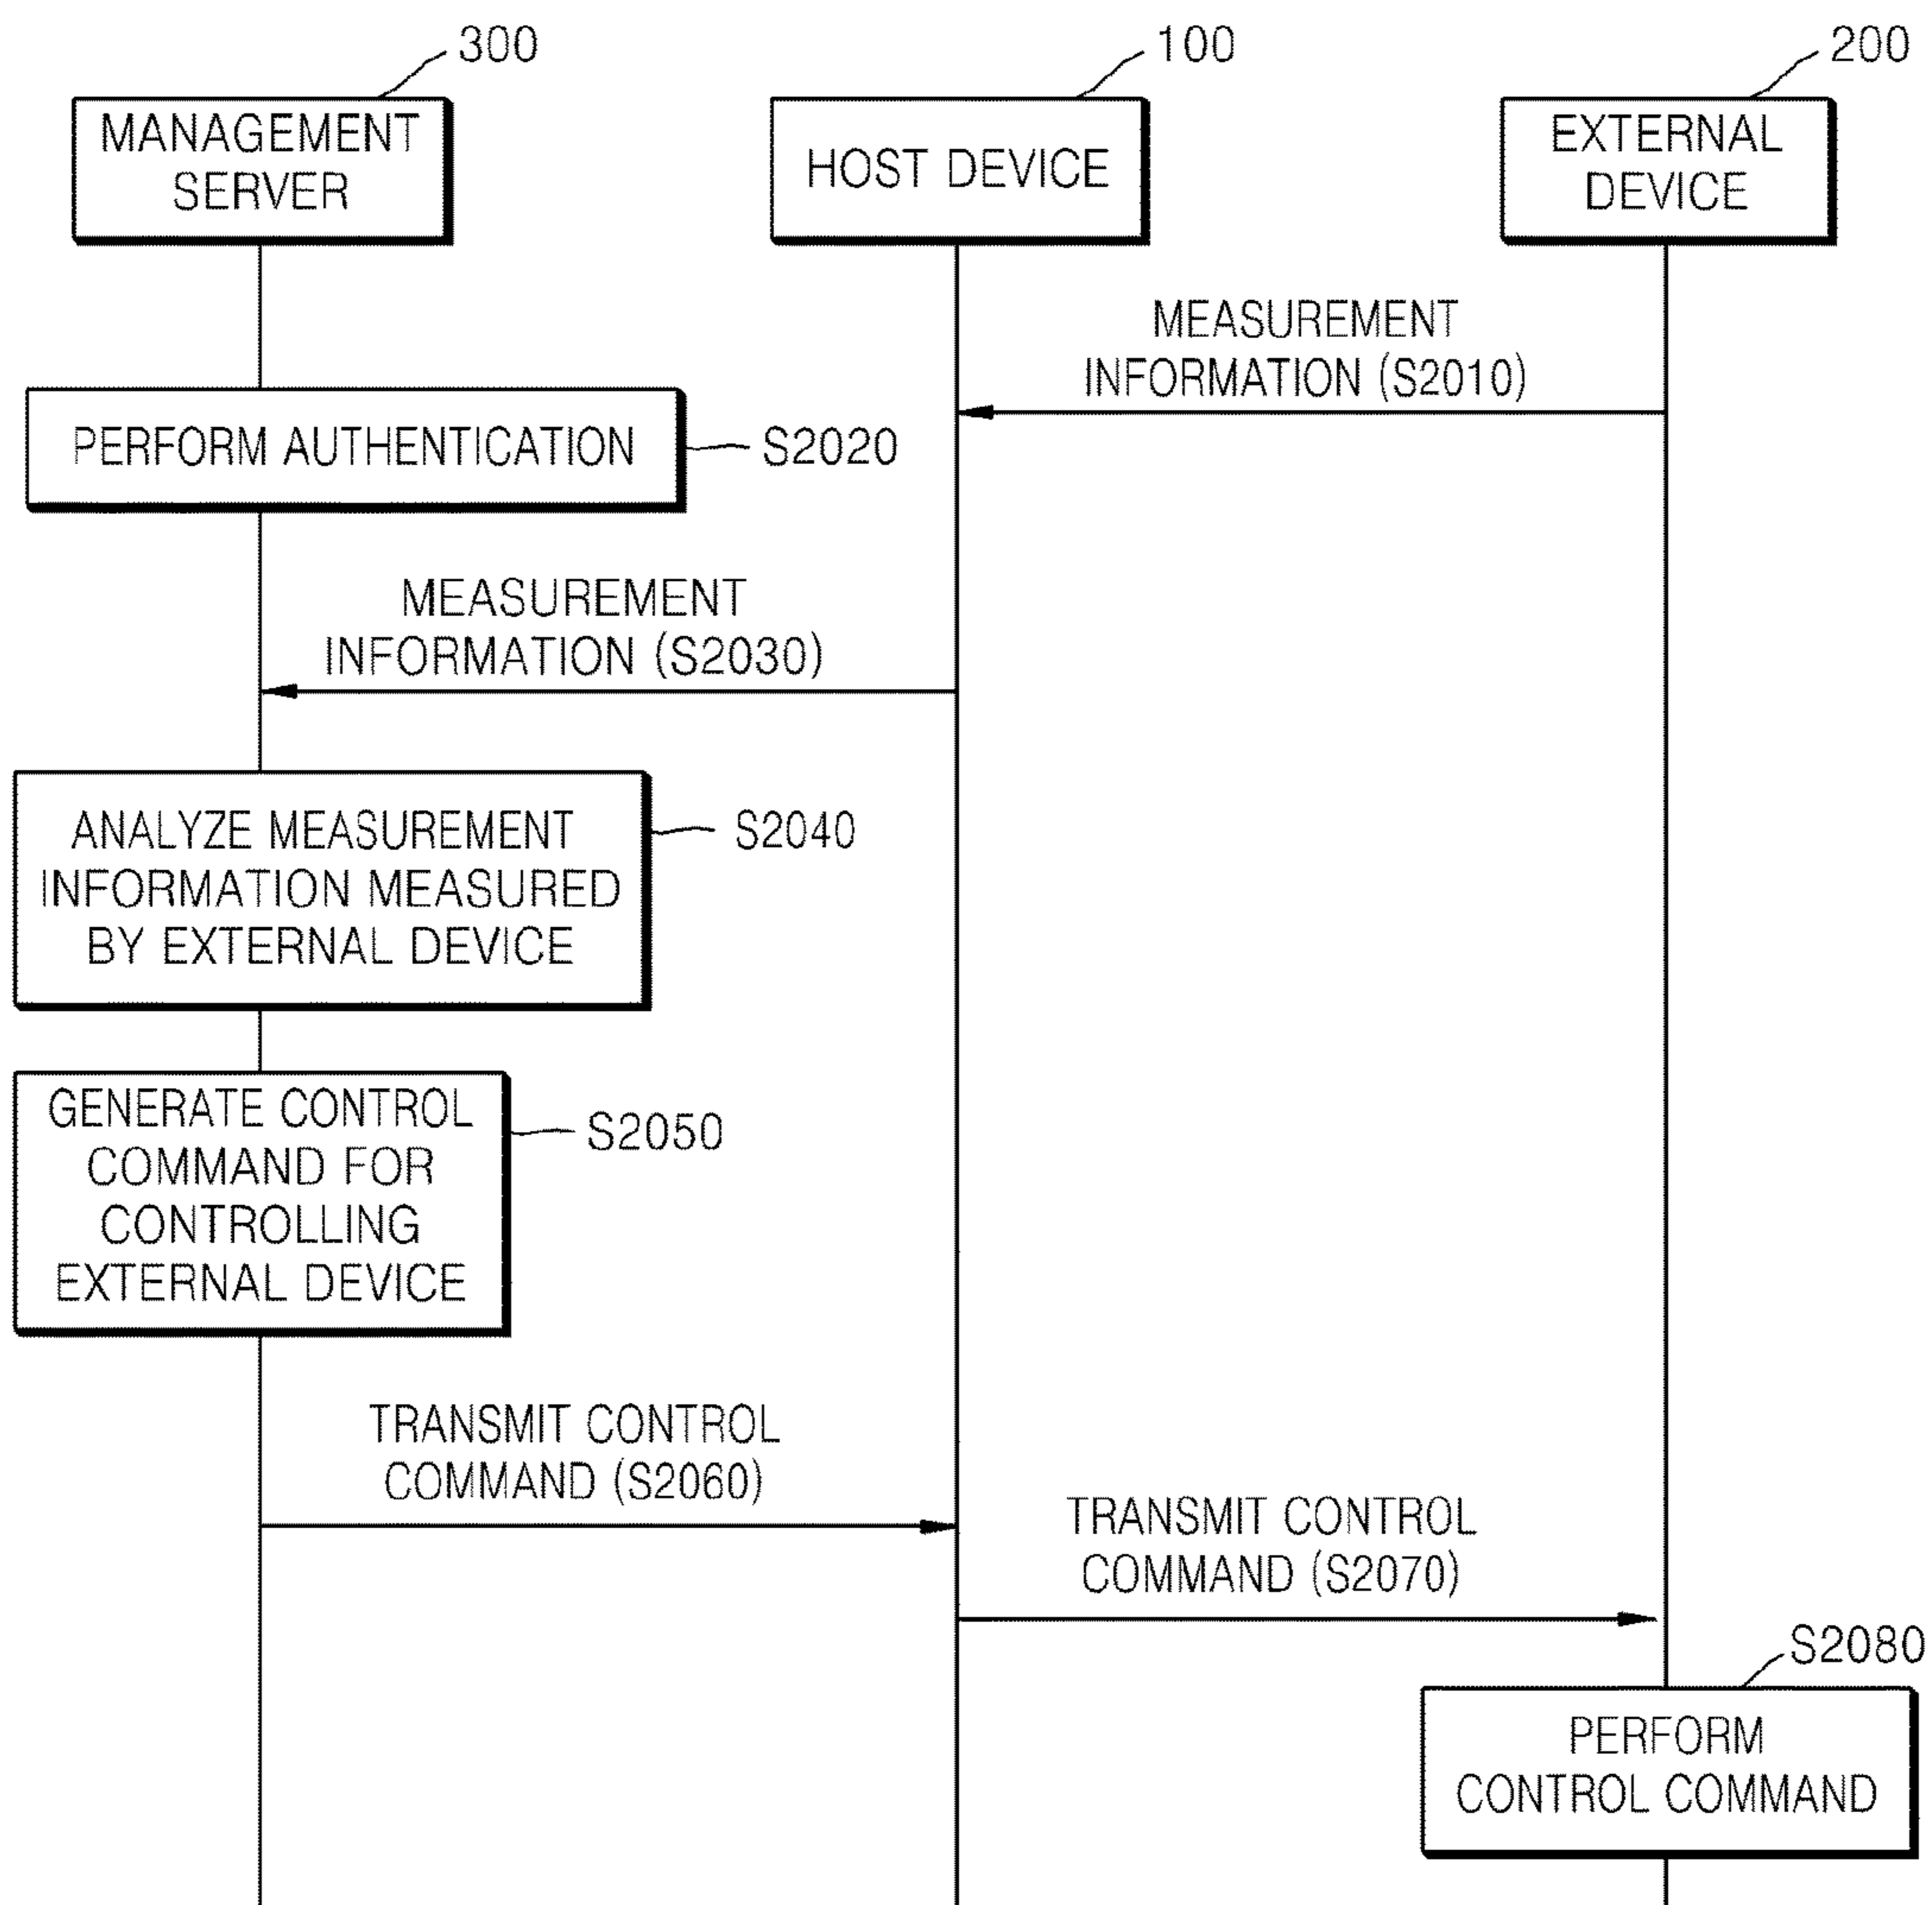 300
100
200
MANAGEMENT
SERVER
HOST DEVICE
EXTERNAL
DEVICE
MEASUREMENT
INFORMATION (S2010)
PERFORM AUTHENTICATION
S2020
MEASUREMENT
INFORMATION (S2030)
ANALYZE MEASUREMENT
INFORMATION MEASURED
BY EXTERNAL DEVICE
S2040
GENERATE CONTROL
COMMAND FOR
CONTROLLING
EXTERNAL DEVICE
S2050
TRANSMIT CONTROL
COMMAND (S2060)
TRANSMIT CONTROL
COMMAND (S2070)
S2080
PERFORM
CONTROL COMMAND